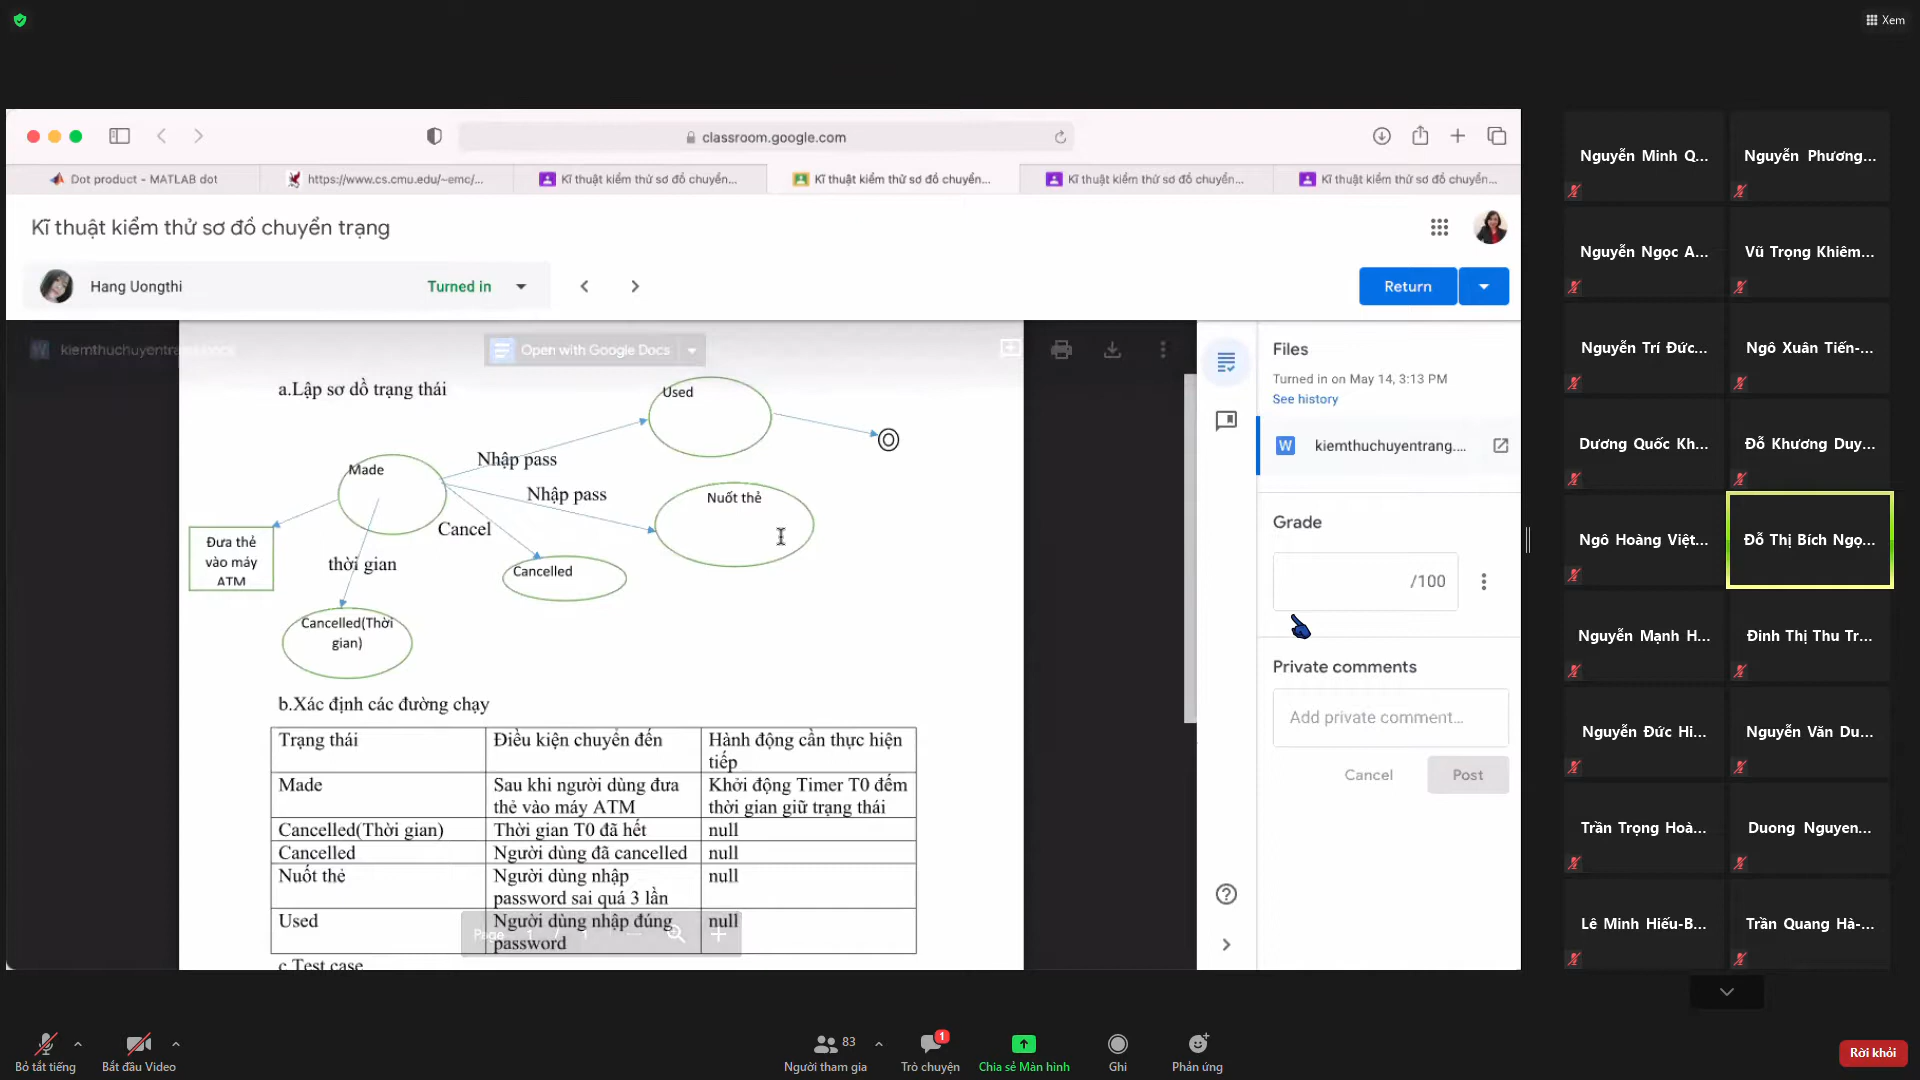 Xem
classroom.google.com
Dot product - MATLAB dot
https://www.cs.cmu.edu/~emc/...
Kĩ thuật kiểm thử sơ đồ chuyển...
Kĩ thuật kiểm thử sơ đồ chuyển...
Kĩ thuật kiểm thử sơ đồ chuyển...
Kĩ thuật kiểm thử sơ đồ chuyển...
Kĩ thuật kiểm thử sơ đồ chuyển trạng
Hang Uongthi
Turned in
Return
Open with Google Docs
a.Lập sơ dồ trạng thái
Used
Made
Nhập pass
Nhập pass
Nuốt thẻ
Cancel
Đưa thẻ
vào máy
ATM
thời gian
Cancelled
Cancelled(Thời
gian)
b.Xác định các đường chạy
Trạng thái
Điều kiện chuyển đến
Hành động cần thực hiện
tiếp
Made
Sau khi người dùng đưa
thẻ vào máy ATM
Khởi động Timer T0 đếm
thời gian giữ trạng thái
Cancelled(Thời gian)
Thời gian T0 đã hết
null
Cancelled
Người dùng đã cancelled
null
Nuốt thẻ
Người dùng nhập
password sai quá 3 lần
null
Used
Người dùng nhập đúng
password
null
Page 1 / 1
c.Test case
Files
Turned in on May 14, 3:13 PM
See history
W
kiemthuchuyentrang....
Grade
/100
Private comments
Add private comment...
Cancel
Post
Nguyễn Minh Q...
Nguyễn Phương...
Nguyễn Ngọc A...
Vũ Trọng Khiêm...
Nguyễn Trí Đức...
Ngô Xuân Tiến-...
Dương Quốc Kh...
Đỗ Khương Duy...
Ngô Hoàng Việt...
Đỗ Thị Bích Ngọ...
Nguyễn Mạnh H...
Đinh Thị Thu Tr...
Nguyễn Đức Hi...
Nguyễn Văn Du...
Trần Trọng Hoà...
Duong Nguyen...
Lê Minh Hiếu-B...
Trần Quang Hà-...
Bỏ tắt tiếng
Bắt đầu Video
83
Người tham gia
1
Trò chuyện
Chia sẻ Màn hình
Ghi
Phản ứng
Rời khỏi